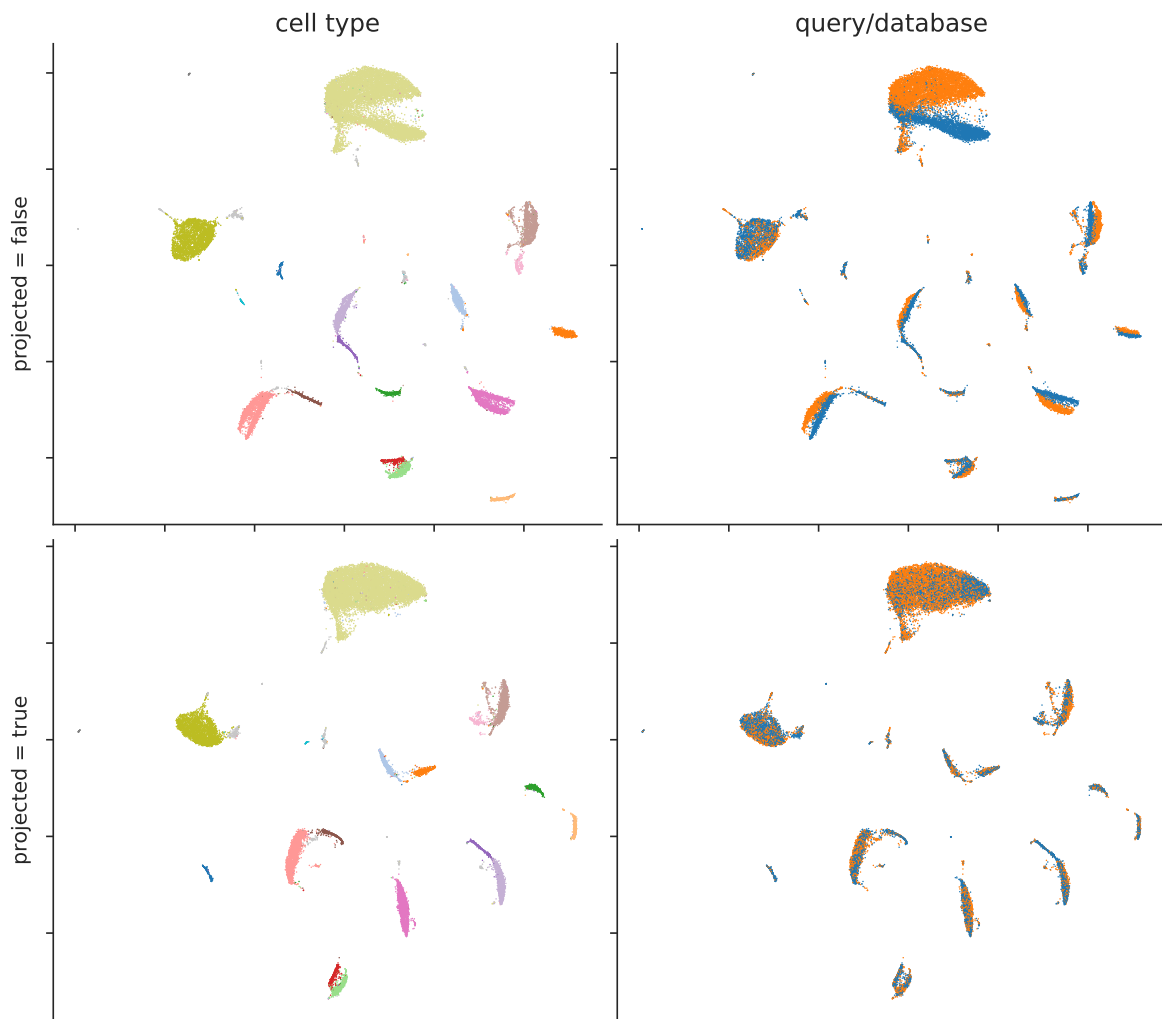 cell type
query/database
projected = false
projected = true